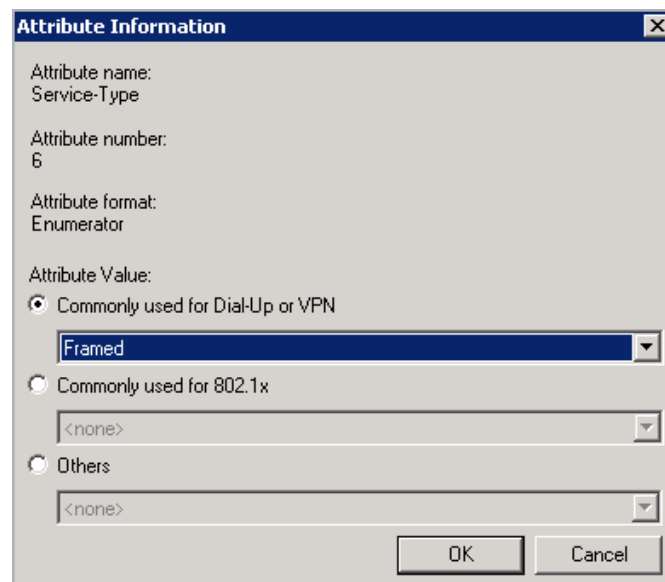 Attribute Information
Attribute name:
Service-Type
Attribute number:
6
Attribute format:
Enumerator
Attribute Value:
Commonly used for Dial-Up or VPN
Framed
Commonly used for 802.1x
<none>
Others
<none>
OK Cancel